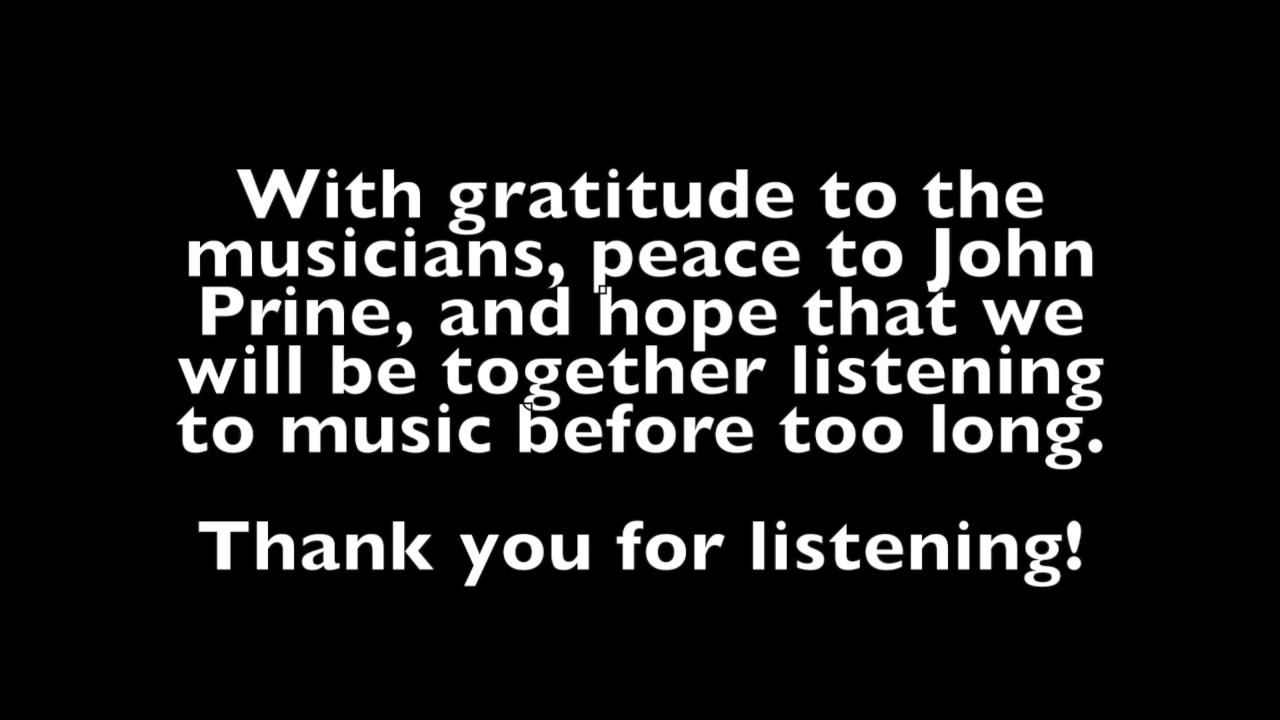 With gratitude to the
musicians, peace to John
Prine, and hope that we
will be together listening
to music before too long.
Thank you for listening!